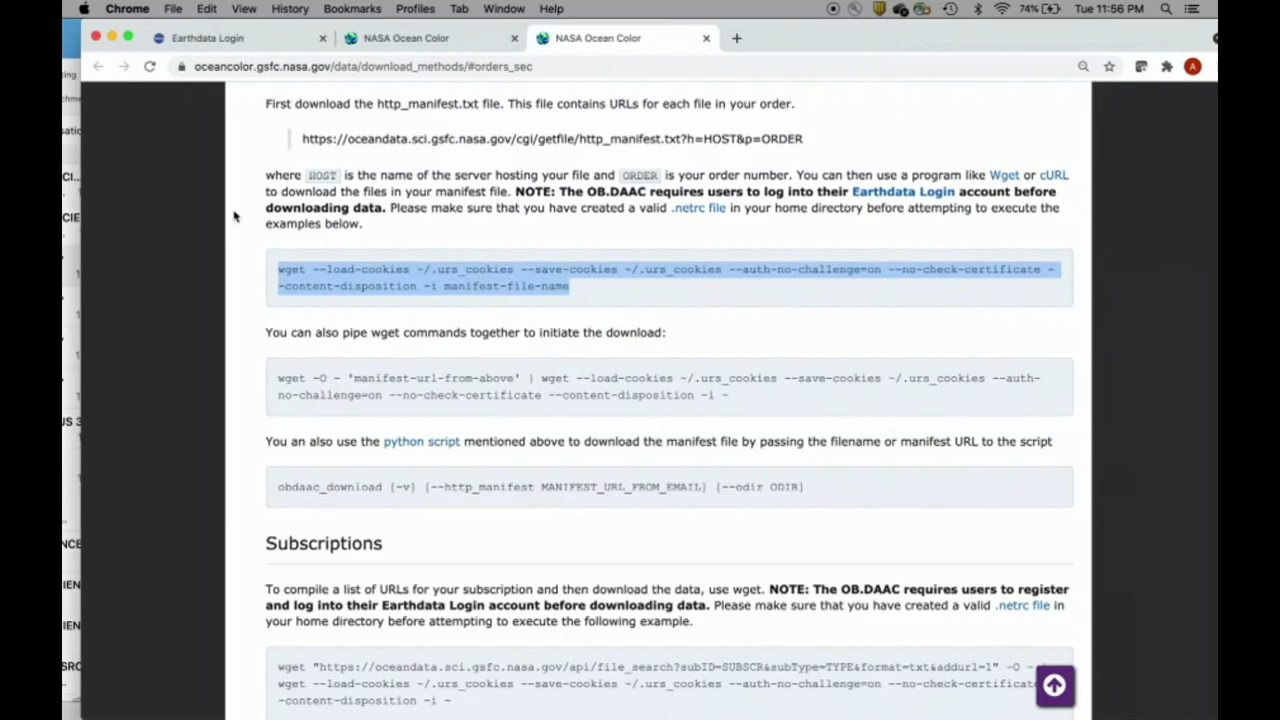 Chrome File Edit View History Bookmarks Profiles Tab Window Help 74% Tue 11:56 PM
Earthdata Login NASA Ocean Color NASA Ocean Color
oceancolor.gsfc.nasa.gov/data/download_methods/#orders_sec A
First download the http_manifest.txt file. This file contains URLs for each file in your order.
https://oceandata.sci.gsfc.nasa.gov/cgi/getfile/http_manifest.txt?h=HOST&p=ORDER
where HOST is the name of the server hosting your file and ORDER is your order number. You can then use a program like Wget or cURL
to download the files in your manifest file. NOTE: The OB.DAAC requires users to log into their Earthdata Login account before
downloading data. Please make sure that you have created a valid .netrc file in your home directory before attempting to execute the
examples below.
wget --load-cookies ~/.urs_cookies --save-cookies ~/.urs_cookies --auth-no-challenge=on --no-check-certificate -
-content-disposition -i manifest-file-name
You can also pipe wget commands together to initiate the download:
wget -O - 'manifest-url-from-above' | wget --load-cookies ~/.urs_cookies --save-cookies ~/.urs_cookies --auth-
no-challenge=on --no-check-certificate --content-disposition -i -
You an also use the python script mentioned above to download the manifest file by passing the filename or manifest URL to the script
obdaac_download [-v] [--http_manifest MANIFEST_URL_FROM_EMAIL] [--odir ODIR]
Subscriptions
To compile a list of URLs for your subscription and then download the data, use wget. NOTE: The OB.DAAC requires users to register
and log into their Earthdata Login account before downloading data. Please make sure that you have created a valid .netrc file in
your home directory before attempting to execute the following example.
wget "https://oceandata.sci.gsfc.nasa.gov/api/file_search?subID=SUBSCR&subType=TYPE&format=txt&addurl=1" -O -
wget --load-cookies ~/.urs_cookies --save-cookies ~/.urs_cookies --auth-no-challenge=on --no-check-certificate
-content-disposition -i -